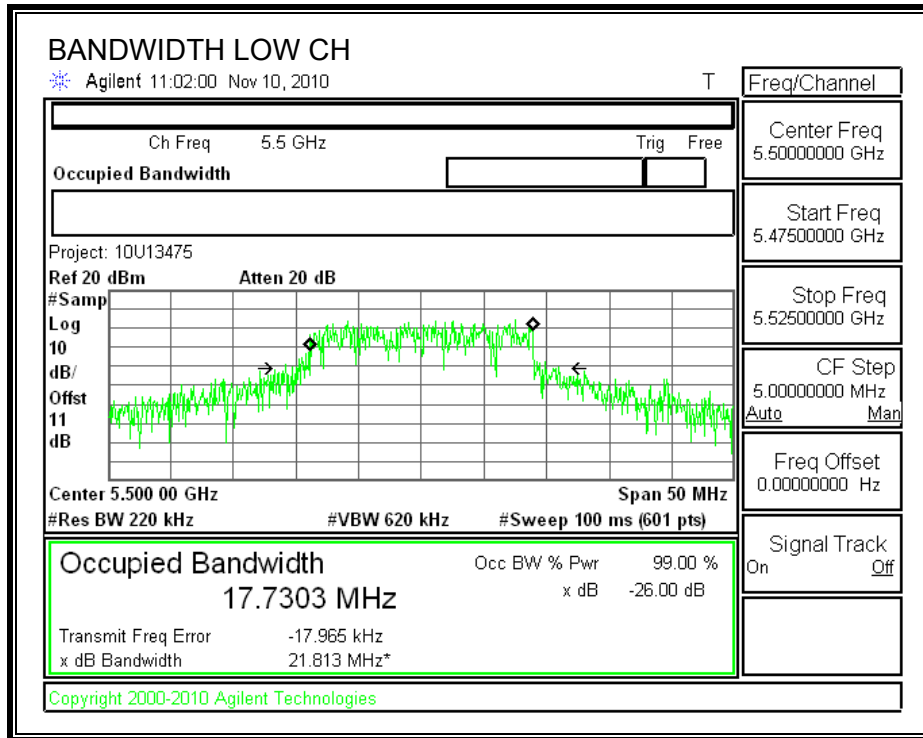 BANDWIDTH LOW CH
Agilent 11:02:00 Nov 10, 2010 T
Freq/Channel
Ch Freq 5.5 GHz Trig Free
Occupied Bandwidth
Center Freq
5.50000000 GHz
Start Freq
5.47500000 GHz
Stop Freq
5.52500000 GHz
CF Step
5.00000000 MHz
Auto Man
Freq Offset
0.00000000 Hz
Signal Track
On Off
Project: 10U13475
Ref 20 dBm Atten 20 dB
#Samp
Log
10
dB/
Offst
11
dB
Center 5.500 00 GHz Span 50 MHz
#Res BW 220 kHz #VBW 620 kHz #Sweep 100 ms (601 pts)
Occupied Bandwidth Occ BW % Pwr 99.00 %
17.7303 MHz x dB -26.00 dB
Transmit Freq Error -17.965 kHz
x dB Bandwidth 21.813 MHz*
Copyright 2000-2010 Agilent Technologies